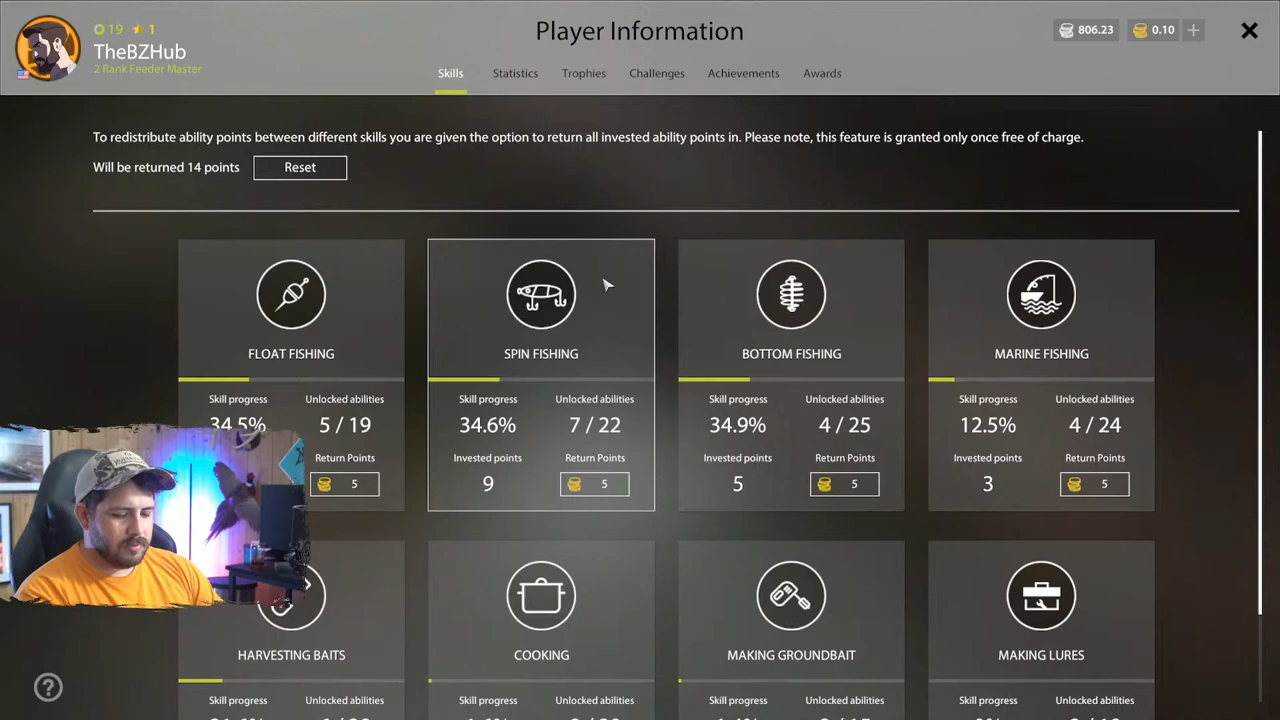 19 1
TheBZHub
2 Rank Feeder Master
Player Information
806.23 0.10 +
Skills Statistics Trophies Challenges Achievements Awards
To redistribute ability points between different skills you are given the option to return all invested ability points in. Please note, this feature is granted only once free of charge.
Will be returned 14 points Reset
FLOAT FISHING SPIN FISHING BOTTOM FISHING MARINE FISHING
Skill progress Unlocked abilities Skill progress Unlocked abilities Skill progress Unlocked abilities Skill progress Unlocked abilities
34.5% 5 / 19 34.6% 7 / 22 34.9% 4 / 25 12.5% 4 / 24
Return Points Invested points Return Points Invested points Return Points Invested points Return Points
5 9 5 5 5 3 5
HARVESTING BAITS COOKING MAKING GROUNDBAIT MAKING LURES
Skill progress Unlocked abilities Skill progress Unlocked abilities Skill progress Unlocked abilities Skill progress Unlocked abilities
?